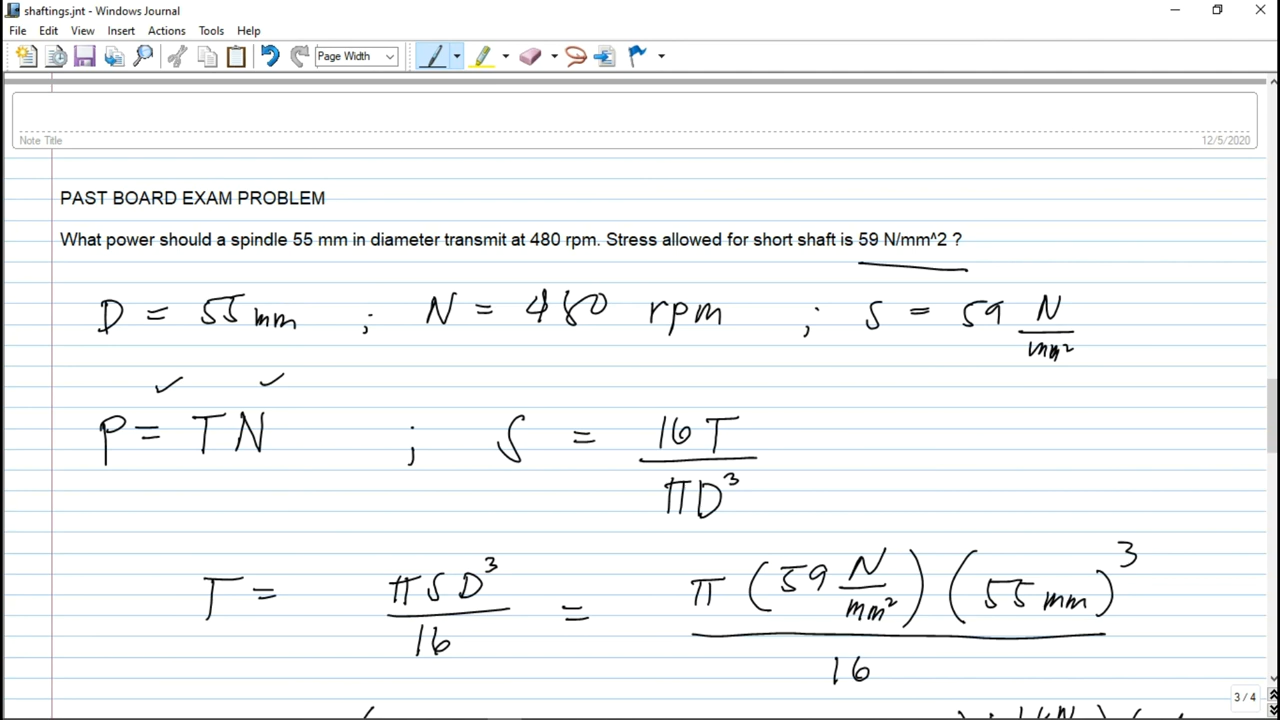 shaftings.jnt - Windows Journal
File Edit View Insert Actions Tools Help
Page Width
Note Title
12/5/2020
PAST BOARD EXAM PROBLEM
What power should a spindle 55 mm in diameter transmit at 480 rpm. Stress allowed for short shaft is 59 N/mm^2 ?
D = 55 mm ; N = 480 rpm ; S = 59 N/mm²
P = TN ; S = 16T/πD³
T = πSD³/16 = π(59 N/mm²)(55 mm)³/16
3 / 4